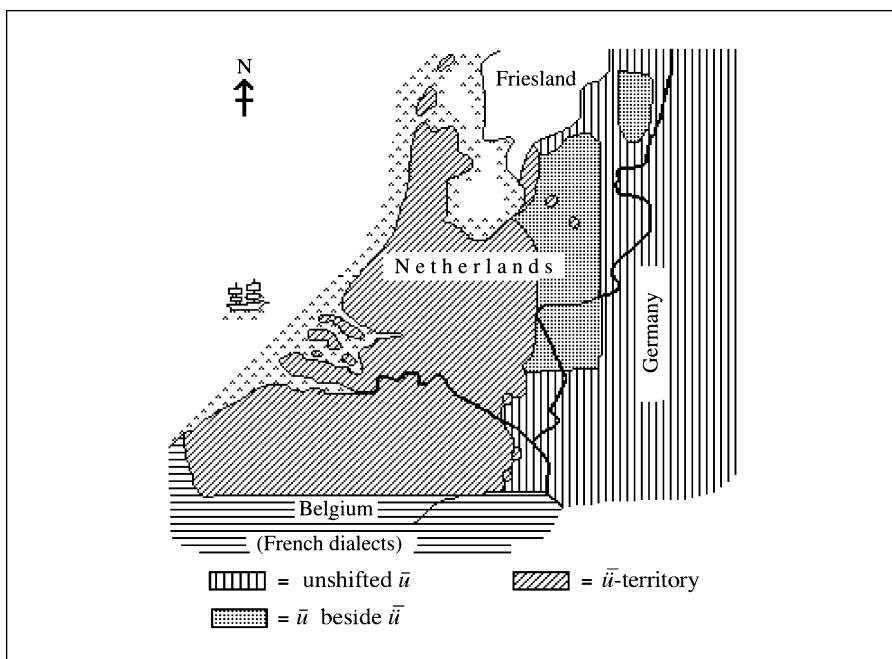 N
Friesland
Netherlands
Germany
Belgium
(French dialects)
= unshifted ū
= ǖ-territory
= ū beside ǖ